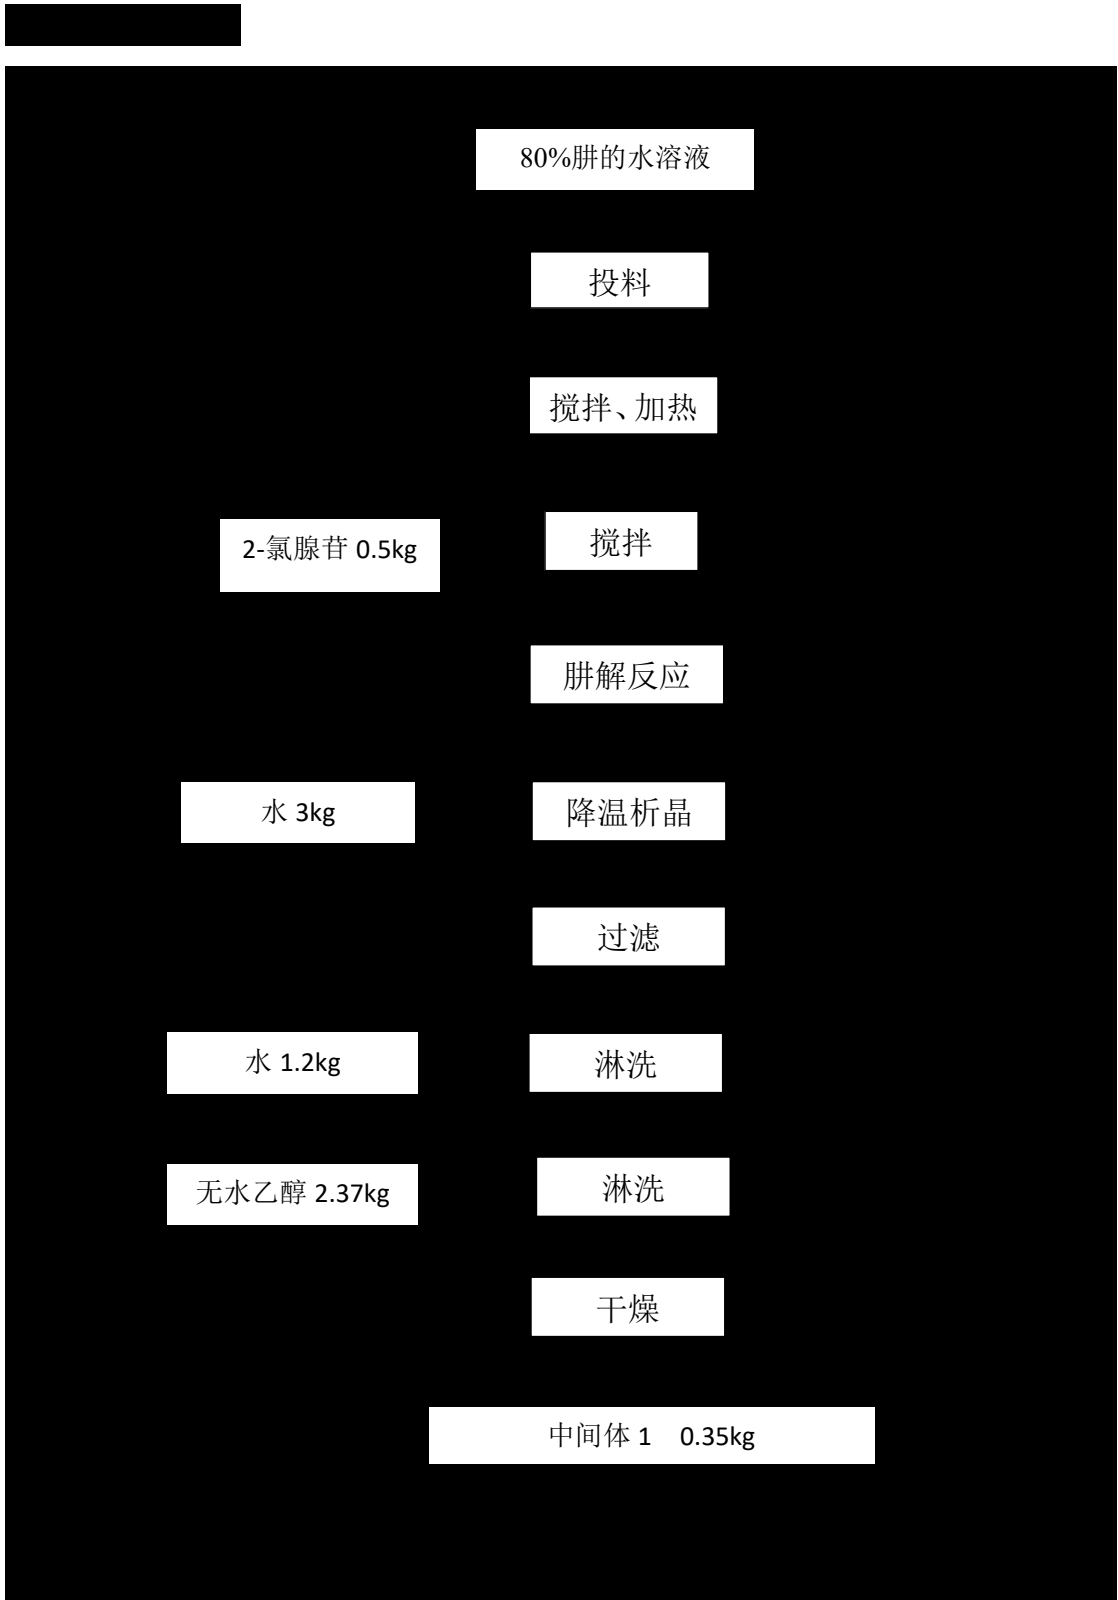 80%肼的水溶液
投料
搅拌、加热
2-氯腺苷 0.5kg
搅拌
肼解反应
水 3kg
降温析晶
过滤
水 1.2kg
淋洗
无水乙醇 2.37kg
淋洗
干燥
中间体 1 0.35kg